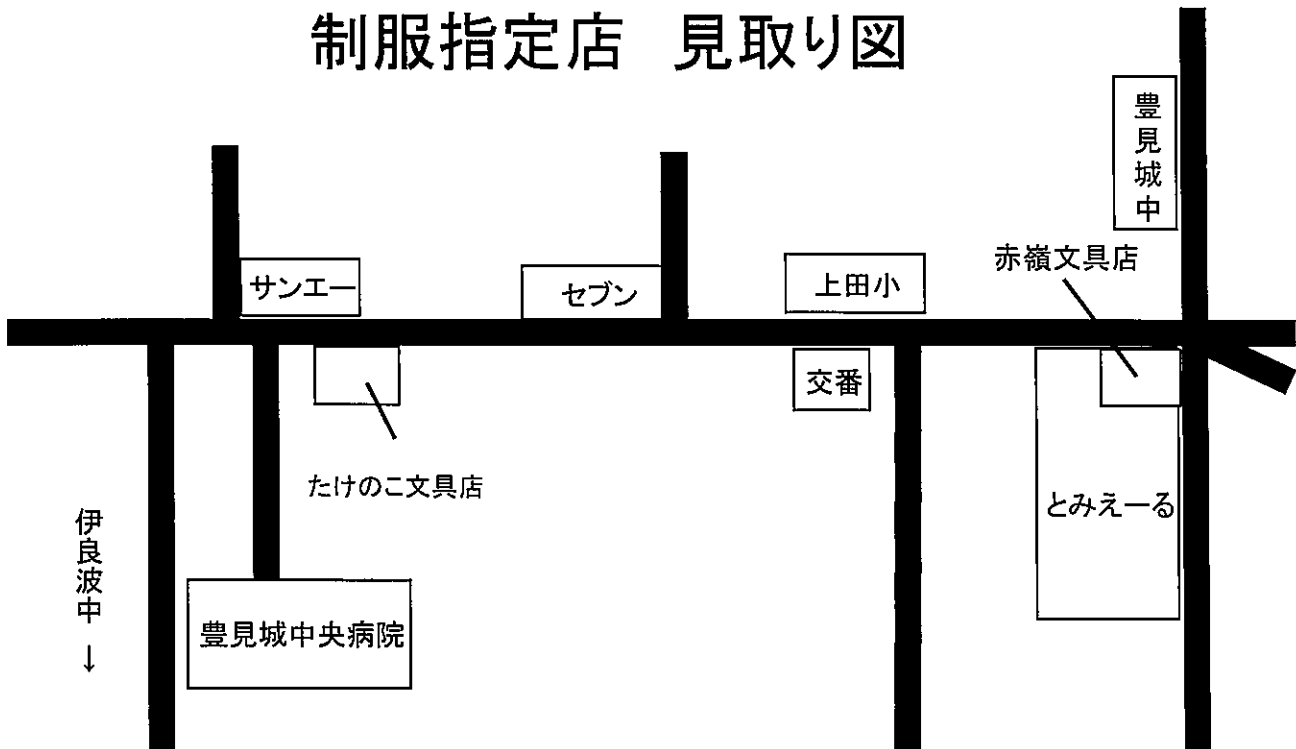 制服指定店 見取り図
豊見城中
赤嶺文具店
サンエー
セブン
上田小
交番
たけのこ文具店
とみえーる
伊良波中 ↓
豊見城中央病院